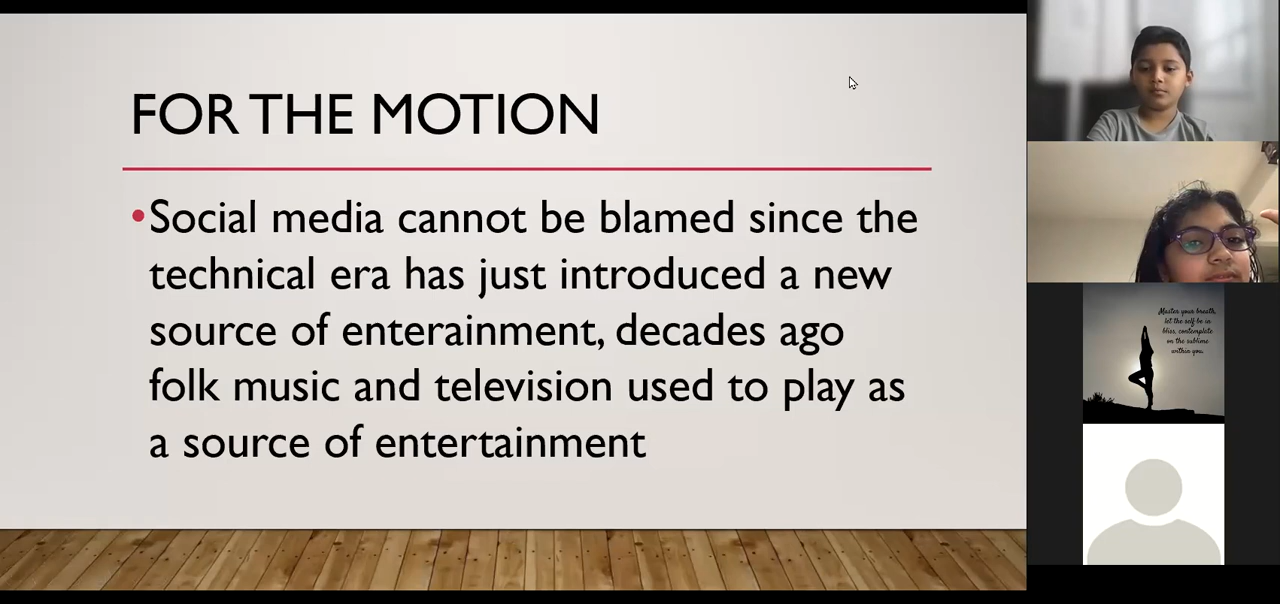 FOR THE MOTION
•Social media cannot be blamed since the
technical era has just introduced a new
source of enterainment, decades ago
folk music and television used to play as
a source of entertainment
Master your breath,
let the self be in
bliss, contemplate
on the sublime
within you.